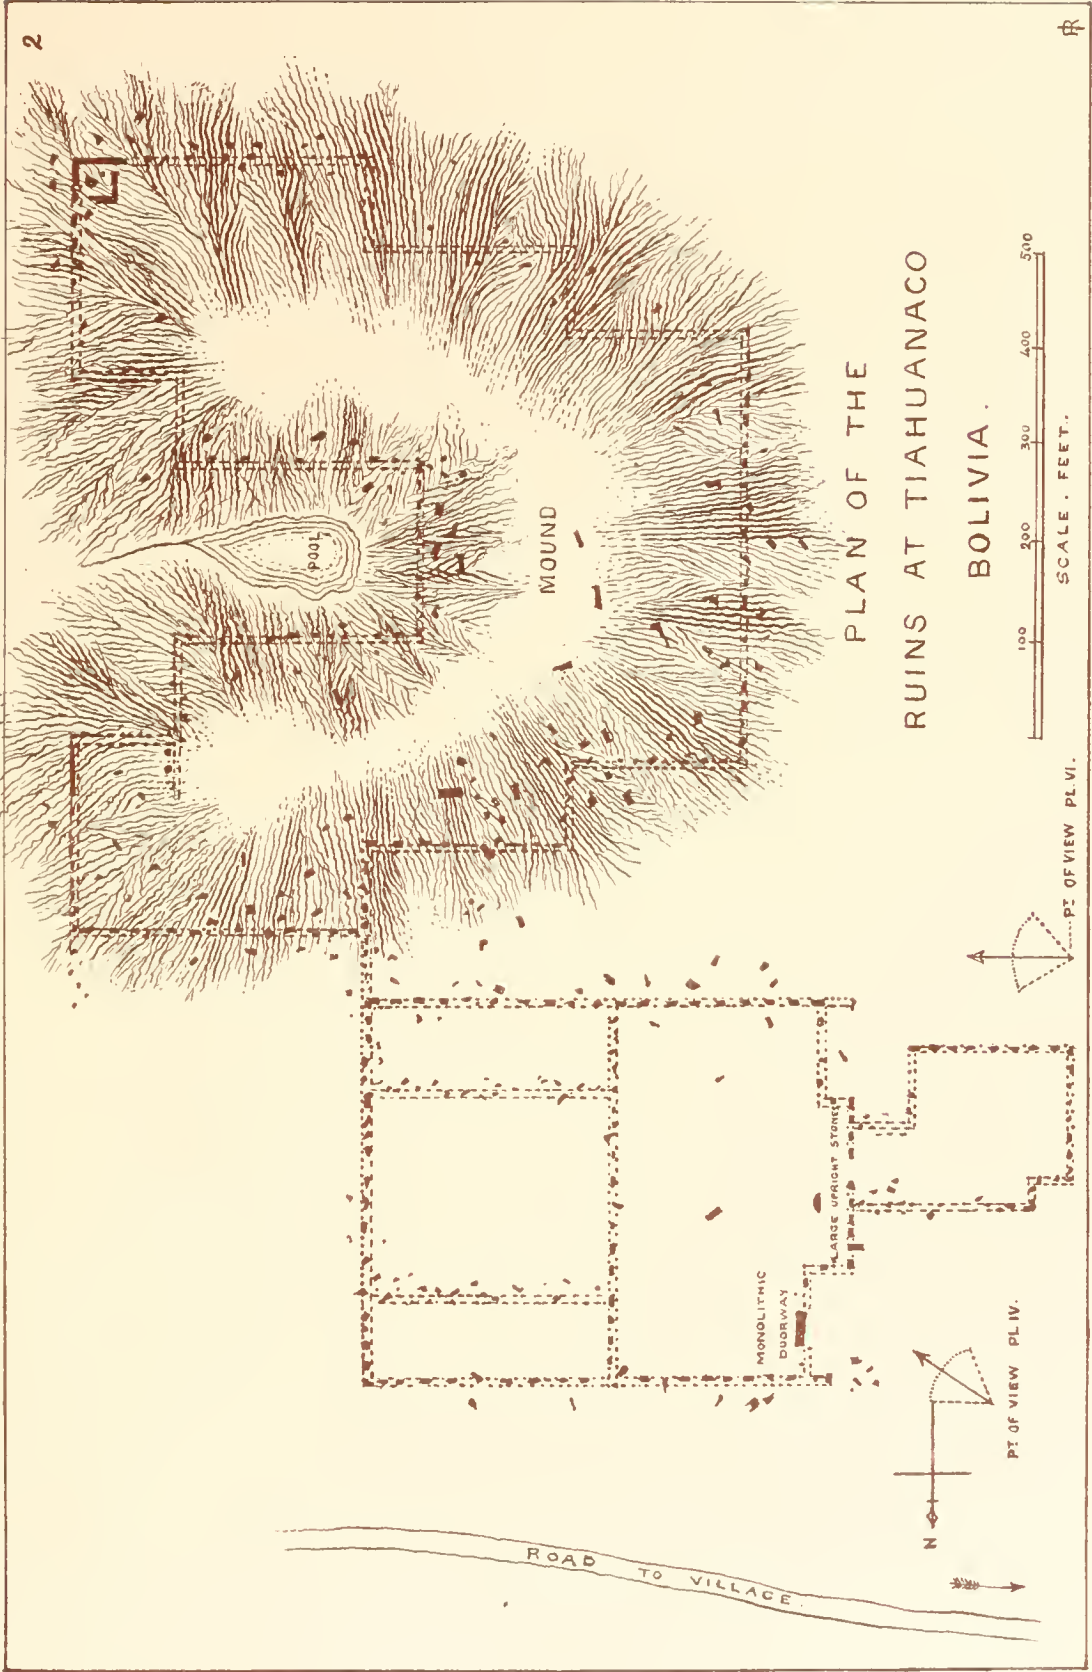 2
POOL
MOUND
PLAN OF THE
RUINS AT TIAHUANACO
BOLIVIA.
100 200 300 400 500
SCALE. FEET.
PT OF VIEW PL.VI.
LARGE UPRIGHT STONES
MONOLITHIC
DOORWAY
PT OF VIEW PL IV.
N
ROAD TO VILLAGE.